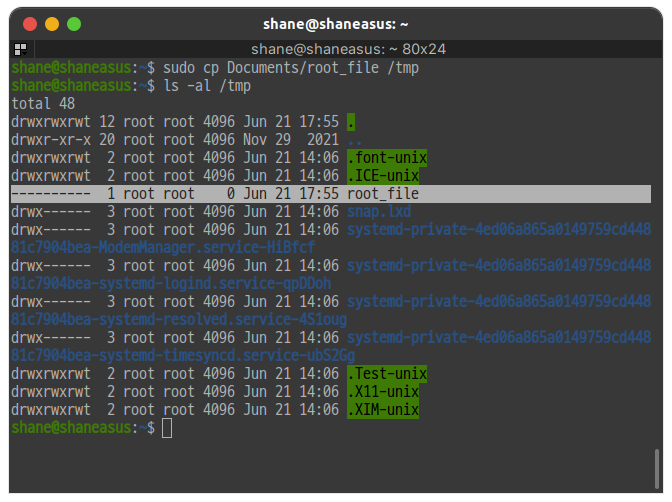 shane@shaneasus: ~
shane@shaneasus: ~ 80x24
shane@shaneasus:~$ sudo cp Documents/root_file /tmp
shane@shaneasus:~$ ls -al /tmp
total 48
drwxrwxrwt 12 root root 4096 Jun 21 17:55 .
drwxr-xr-x 20 root root 4096 Nov 29  2021 ..
drwxrwxrwt  2 root root 4096 Jun 21 14:06 .font-unix
drwxrwxrwt  2 root root 4096 Jun 21 14:06 .ICE-unix
----------  1 root root    0 Jun 21 17:55 root_file
drwx------  3 root root 4096 Jun 21 14:06 snap.lxd
drwx------  3 root root 4096 Jun 21 14:06 systemd-private-4ed06a865a0149759cd448
81c7904bea-ModemManager.service-HiBfcf
drwx------  3 root root 4096 Jun 21 14:06 systemd-private-4ed06a865a0149759cd448
81c7904bea-systemd-logind.service-qpDDoh
drwx------  3 root root 4096 Jun 21 14:06 systemd-private-4ed06a865a0149759cd448
81c7904bea-systemd-resolved.service-4S1oug
drwx------  3 root root 4096 Jun 21 14:06 systemd-private-4ed06a865a0149759cd448
81c7904bea-systemd-timesyncd.service-ubS2Gg
drwxrwxrwt  2 root root 4096 Jun 21 14:06 .Test-unix
drwxrwxrwt  2 root root 4096 Jun 21 14:06 .X11-unix
drwxrwxrwt  2 root root 4096 Jun 21 14:06 .XIM-unix
shane@shaneasus:~$